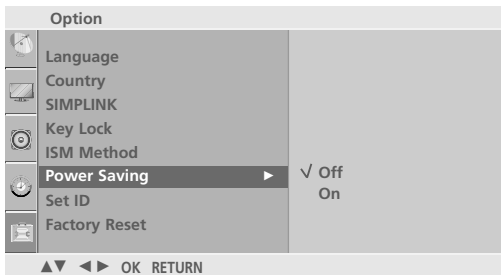 Option
Language
Country
SIMPLINK
Key Lock
ISM Method
Power Saving ► √ Off
On
Set ID
Factory Reset
▲▼ ◄► OK RETURN